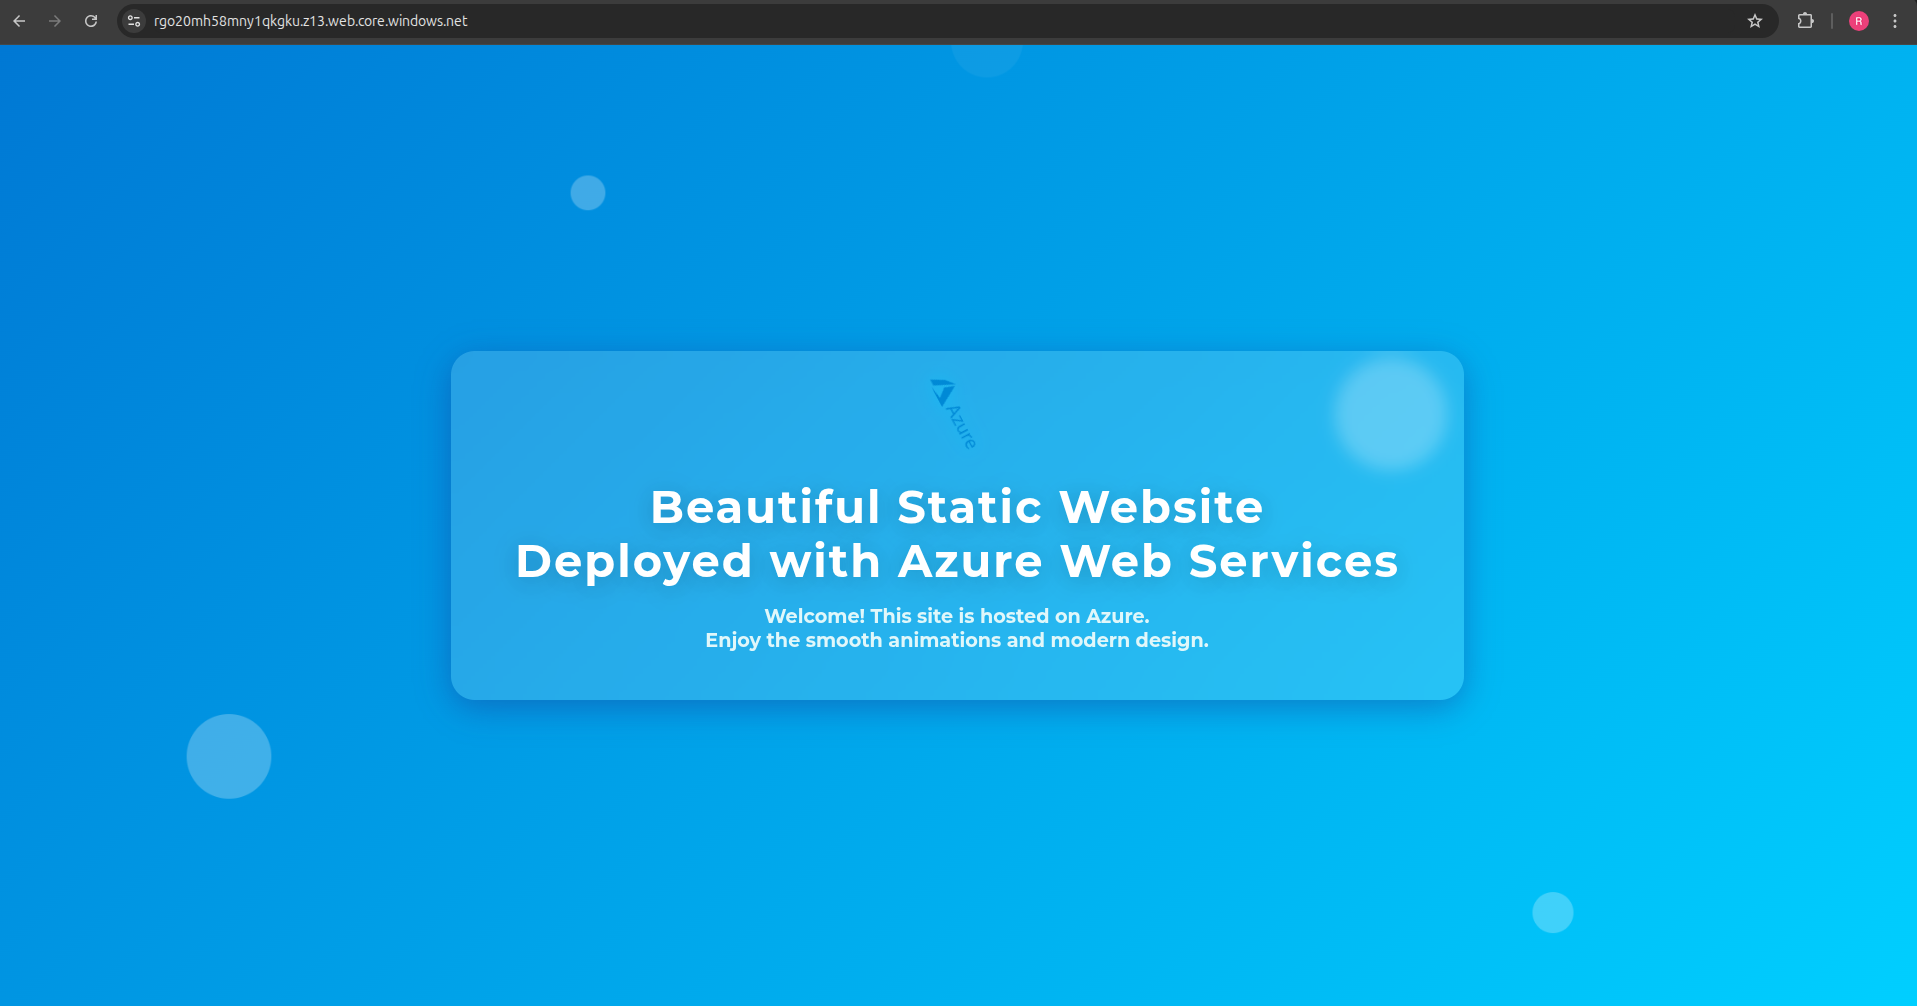 rgo20mh58mny1qkgku.z13.web.core.windows.net
R
Azure
Beautiful Static Website
Deployed with Azure Web Services
Welcome! This site is hosted on Azure.
Enjoy the smooth animations and modern design.